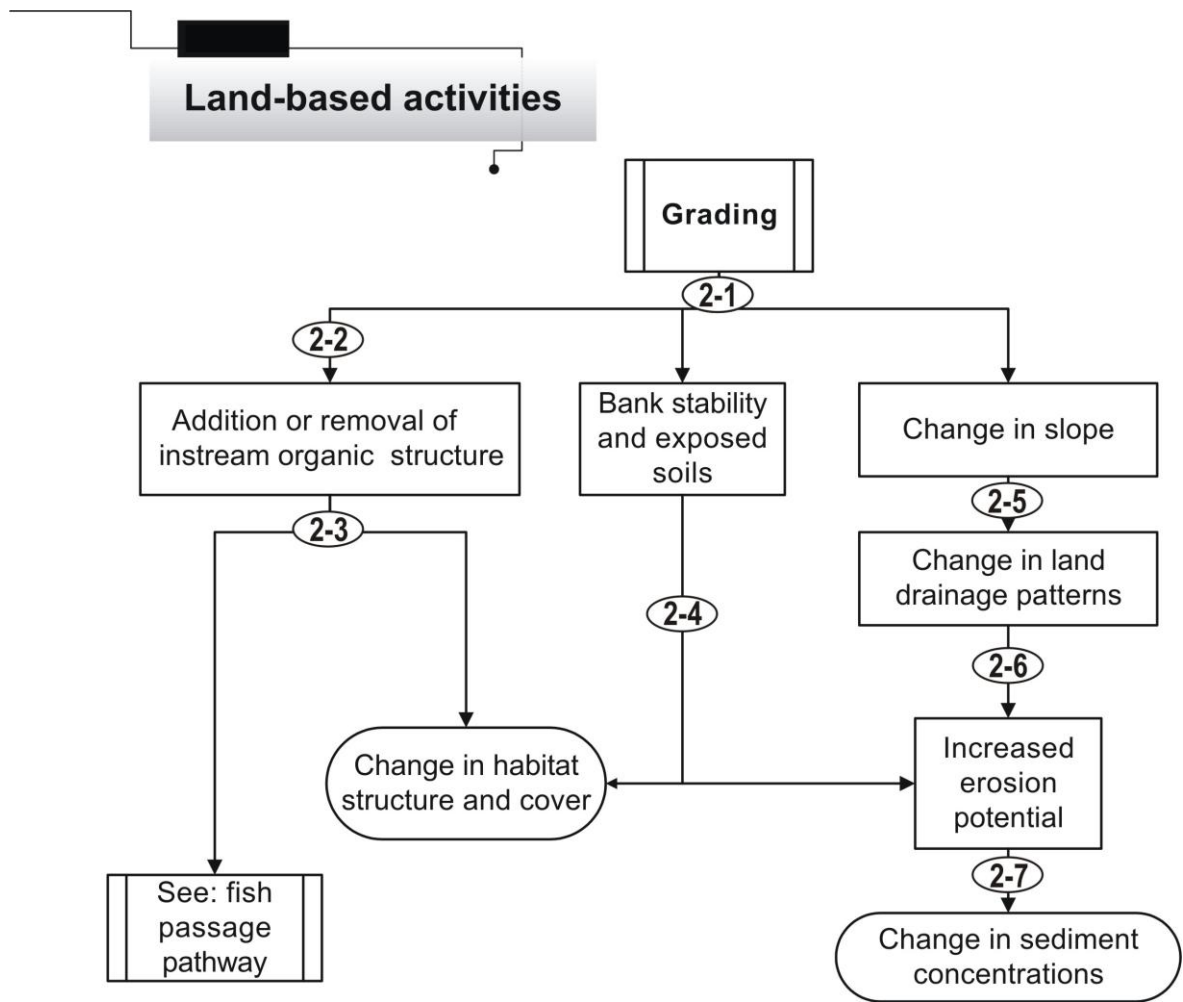 Land-based activities
Grading
2-1
2-2
Addition or removal of
instream organic structure
Bank stability
and exposed
soils
Change in slope
2-3
2-5
Change in land
drainage patterns
2-4
2-6
Change in habitat
structure and cover
Increased
erosion
potential
2-7
See: fish
passage
pathway
Change in sediment
concentrations